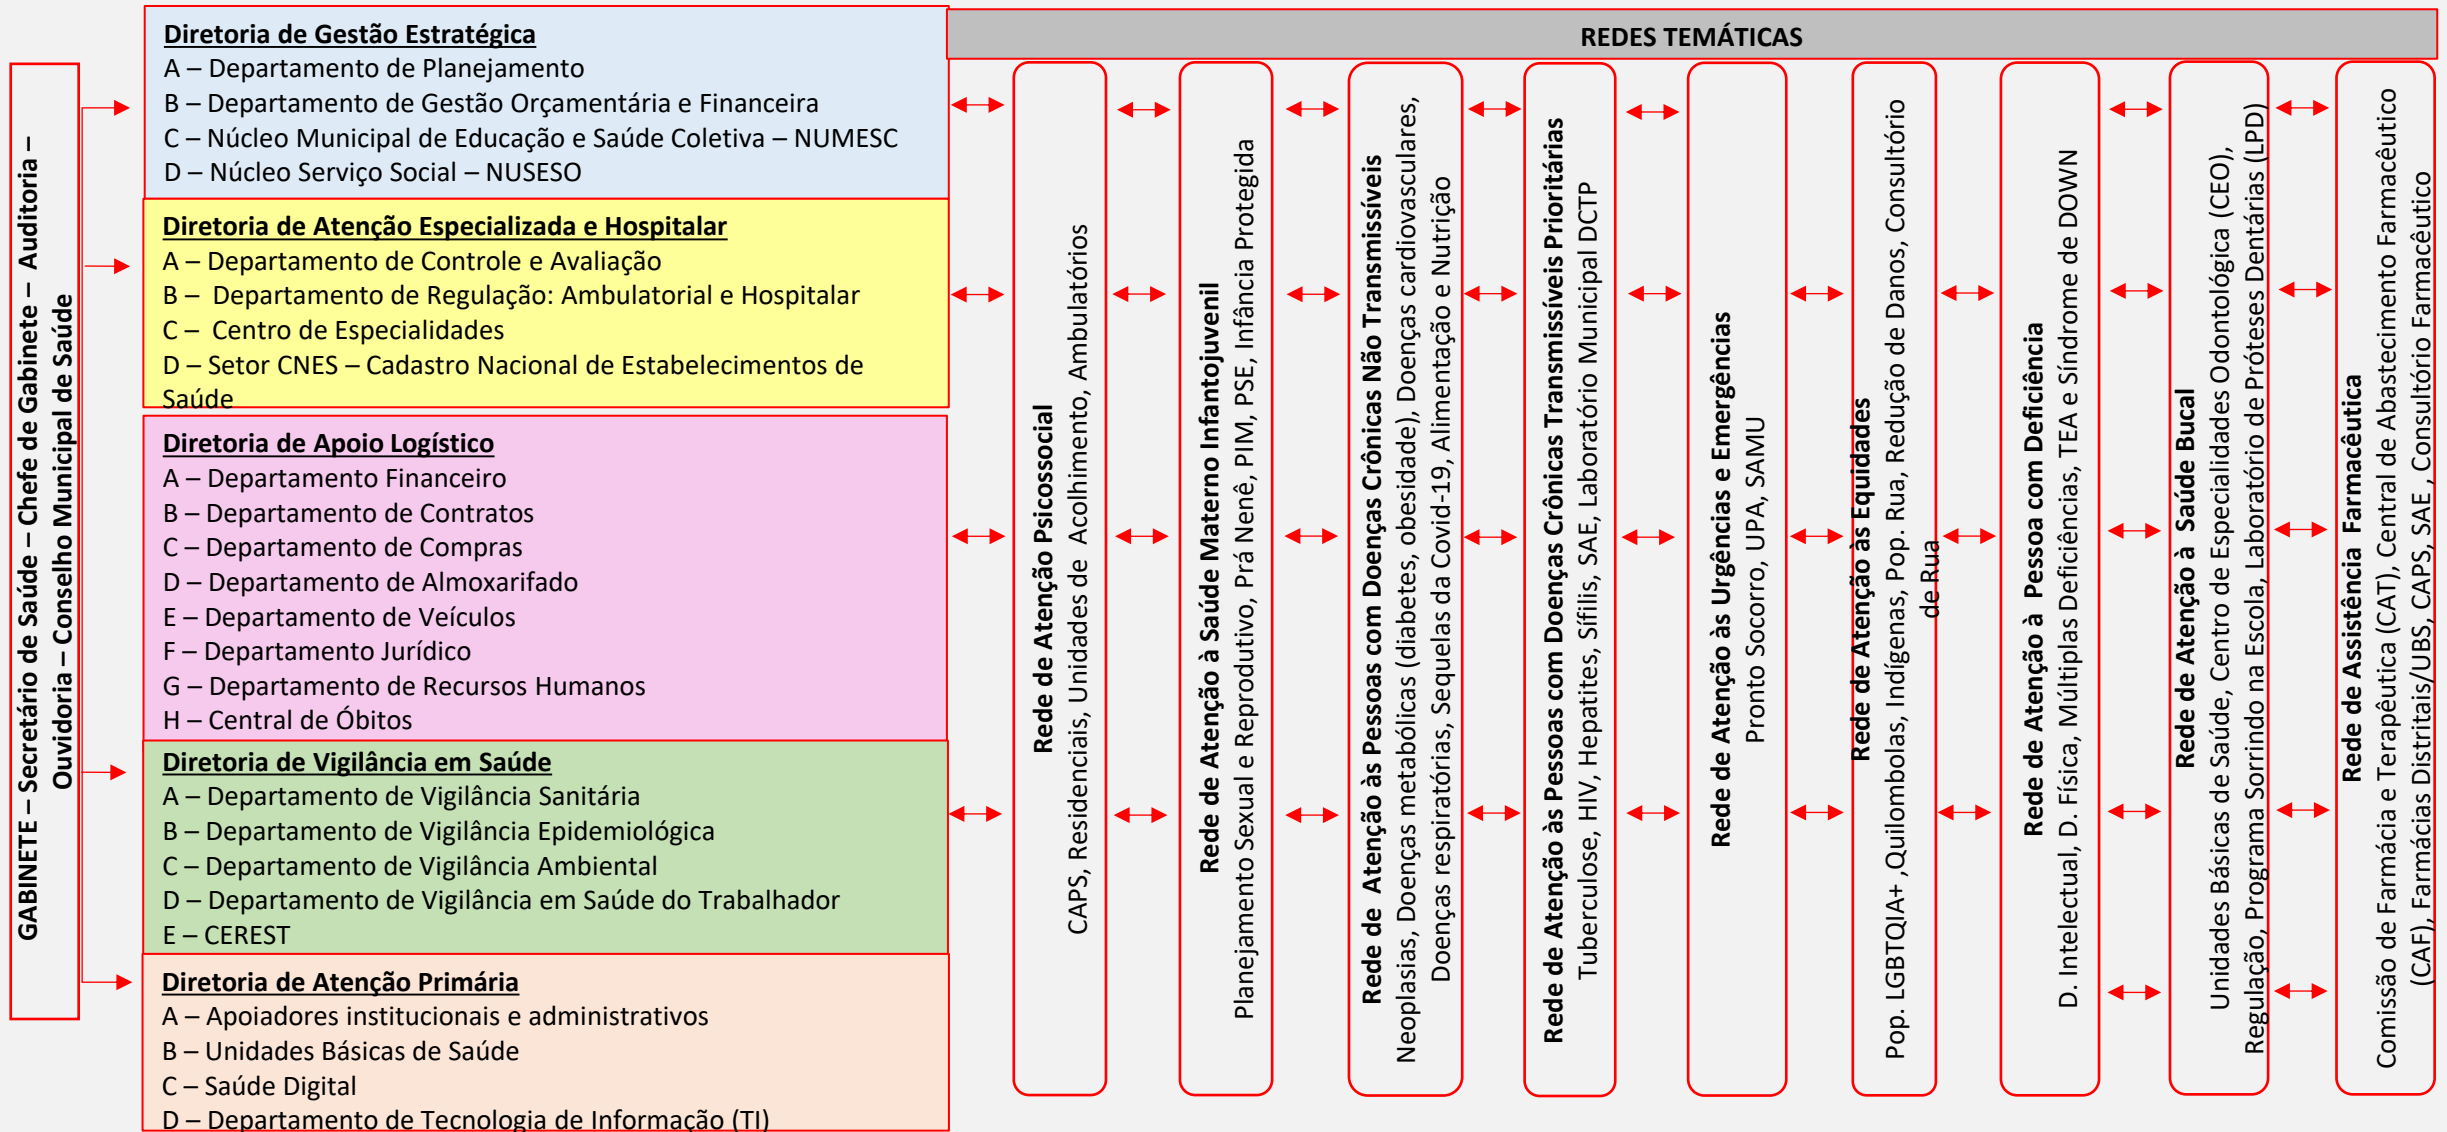 GABINETE – Secretário de Saúde – Chefe de Gabinete – Auditoria –
Ouvidoria – Conselho Municipal de Saúde
Diretoria de Gestão Estratégica
A – Departamento de Planejamento
B – Departamento de Gestão Orçamentária e Financeira
C – Núcleo Municipal de Educação e Saúde Coletiva – NUMESC
D – Núcleo Serviço Social – NUSESO
Diretoria de Atenção Especializada e Hospitalar
A – Departamento de Controle e Avaliação
B – Departamento de Regulação: Ambulatorial e Hospitalar
C – Centro de Especialidades
D – Setor CNES – Cadastro Nacional de Estabelecimentos de
Saúde
Diretoria de Apoio Logístico
A – Departamento Financeiro
B – Departamento de Contratos
C – Departamento de Compras
D – Departamento de Almoxarifado
E – Departamento de Veículos
F – Departamento Jurídico
G – Departamento de Recursos Humanos
H – Central de Óbitos
Diretoria de Vigilância em Saúde
A – Departamento de Vigilância Sanitária
B – Departamento de Vigilância Epidemiológica
C – Departamento de Vigilância Ambiental
D – Departamento de Vigilância em Saúde do Trabalhador
E – CEREST
Diretoria de Atenção Primária
A – Apoiadores institucionais e administrativos
B – Unidades Básicas de Saúde
C – Saúde Digital
D – Departamento de Tecnologia de Informação (TI)
REDES TEMÁTICAS
Rede de Atenção Psicossocial
CAPS, Residenciais, Unidades de Acolhimento, Ambulatórios
Rede de Atenção à Saúde Materno Infantojuvenil
Planejamento Sexual e Reprodutivo, Prá Nenê, PIM, PSE, Infância Protegida
Rede de Atenção às Pessoas com Doenças Crônicas Não Transmissíveis
Neoplasias, Doenças metabólicas (diabetes, obesidade), Doenças cardiovasculares,
Doenças respiratórias, Sequelas da Covid-19, Alimentação e Nutrição
Rede de Atenção às Pessoas com Doenças Crônicas Transmissíveis Prioritárias
Tuberculose, HIV, Hepatites, Sífilis, SAE, Laboratório Municipal DCTP
Rede de Atenção às Urgências e Emergências
Pronto Socorro, UPA, SAMU
Rede de Atenção às Equidades
Pop. LGBTQIA+ ,Quilombolas, Indígenas, Pop. Rua, Redução de Danos, Consultório
de Rua
Rede de Atenção à Pessoa com Deficiência
D. Intelectual, D. Física, Múltiplas Deficiências, TEA e Síndrome de DOWN
Rede de Atenção à Saúde Bucal
Unidades Básicas de Saúde, Centro de Especialidades Odontológica (CEO),
Regulação, Programa Sorrindo na Escola, Laboratório de Próteses Dentárias (LPD)
Rede de Assistência Farmacêutica
Comissão de Farmácia e Terapêutica (CAT), Central de Abastecimento Farmacêutico
(CAF), Farmácias Distritais/UBS, CAPS, SAE , Consultório Farmacêutico